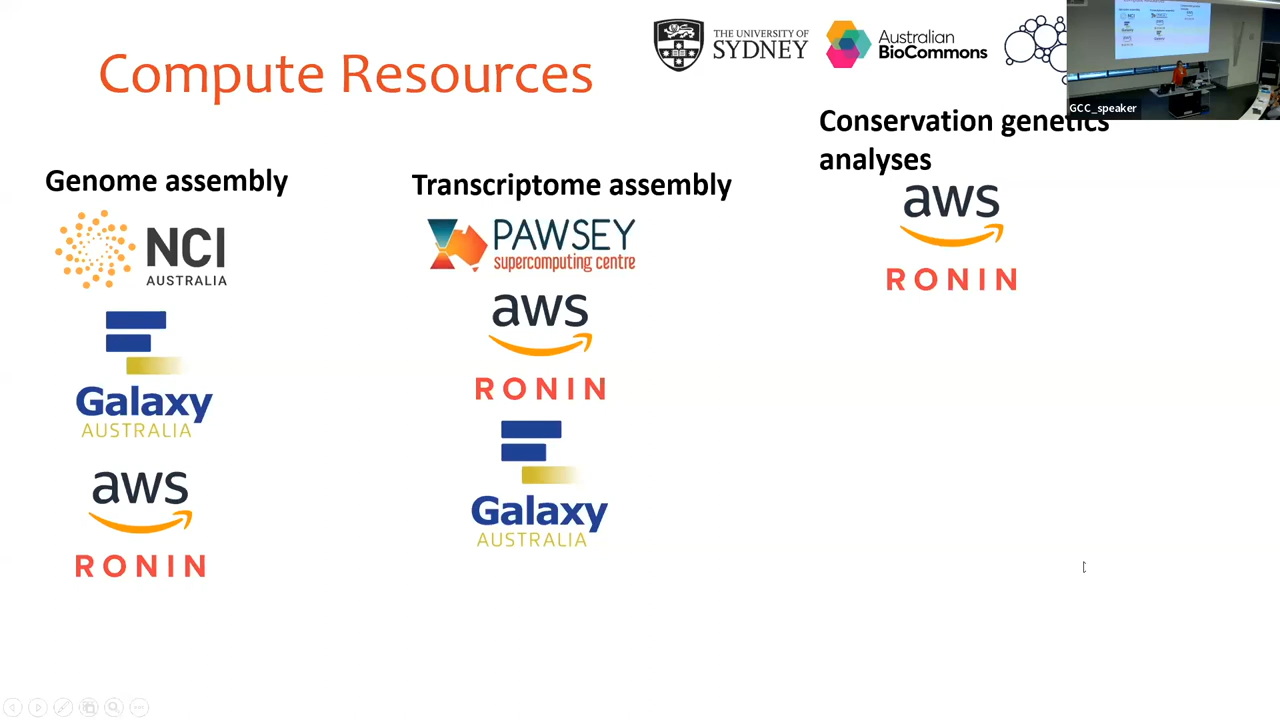 Compute Resources
THE UNIVERSITY OF
SYDNEY
Australian
BioCommons
GCC_speaker
Genome assembly
NCI
AUSTRALIA
Galaxy
AUSTRALIA
aws
RONIN
Transcriptome assembly
PAWSEY
supercomputing centre
aws
RONIN
Galaxy
AUSTRALIA
Conservation genetics
analyses
aws
RONIN